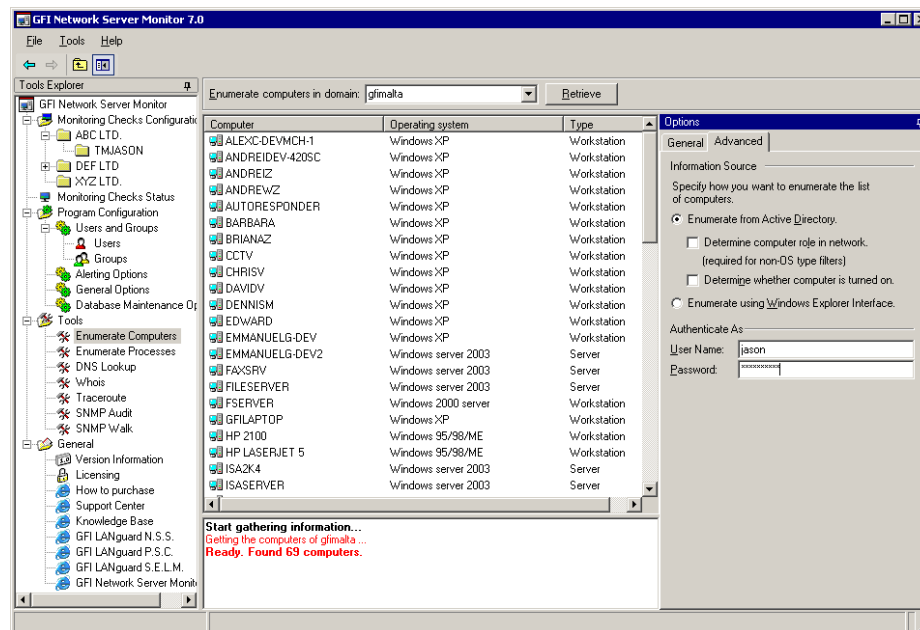 GFI Network Server Monitor 7.0
File Tools Help
Tools Explorer
GFI Network Server Monitor
Monitoring Checks Configuratic
ABC LTD.
TMJASON
DEF LTD
XYZ LTD.
Monitoring Checks Status
Program Configuration
Users and Groups
Users
Groups
Alerting Options
General Options
Database Maintenance Op
Tools
Enumerate Computers
Enumerate Processes
DNS Lookup
Whois
Traceroute
SNMP Audit
SNMP Walk
General
Version Information
Licensing
How to purchase
Support Center
Knowledge Base
GFI LANguard N.S.S.
GFI LANguard P.S.C.
GFI LANguard S.E.L.M.
GFI Network Server Monit
Enumerate computers in domain: gfimalta Retrieve
Computer Operating system Type
ALEXC-DEVMCH-1 Windows XP Workstation
ANDREIDEV-420SC Windows XP Workstation
ANDREIZ Windows XP Workstation
ANDREWZ Windows XP Workstation
AUTORESPONDER Windows XP Workstation
BARBARA Windows XP Workstation
BRIANAZ Windows XP Workstation
CCTV Windows XP Workstation
CHRISV Windows XP Workstation
DAVIDV Windows XP Workstation
DENNISM Windows XP Workstation
EDWARD Windows XP Workstation
EMMANUELG-DEV Windows XP Workstation
EMMANUELG-DEV2 Windows server 2003 Server
FAXSRV Windows server 2003 Server
FILESERVER Windows server 2003 Server
FSERVER Windows 2000 server Workstation
GFILAPTOP Windows XP Workstation
HP 2100 Windows 95/98/ME Workstation
HP LASERJET 5 Windows 95/98/ME Workstation
ISA2K4 Windows server 2003 Server
ISASERVER Windows server 2003 Server
Start gathering information...
Getting the computers of gfimalta ...
Ready. Found 69 computers.
Options
General Advanced
Information Source
Specify how you want to enumerate the list
of computers.
Enumerate from Active Directory.
Determine computer role in network.
(required for non-OS type filters)
Determine whether computer is turned on.
Enumerate using Windows Explorer Interface.
Authenticate As
User Name: jason
Password: xxxxxxxxxx